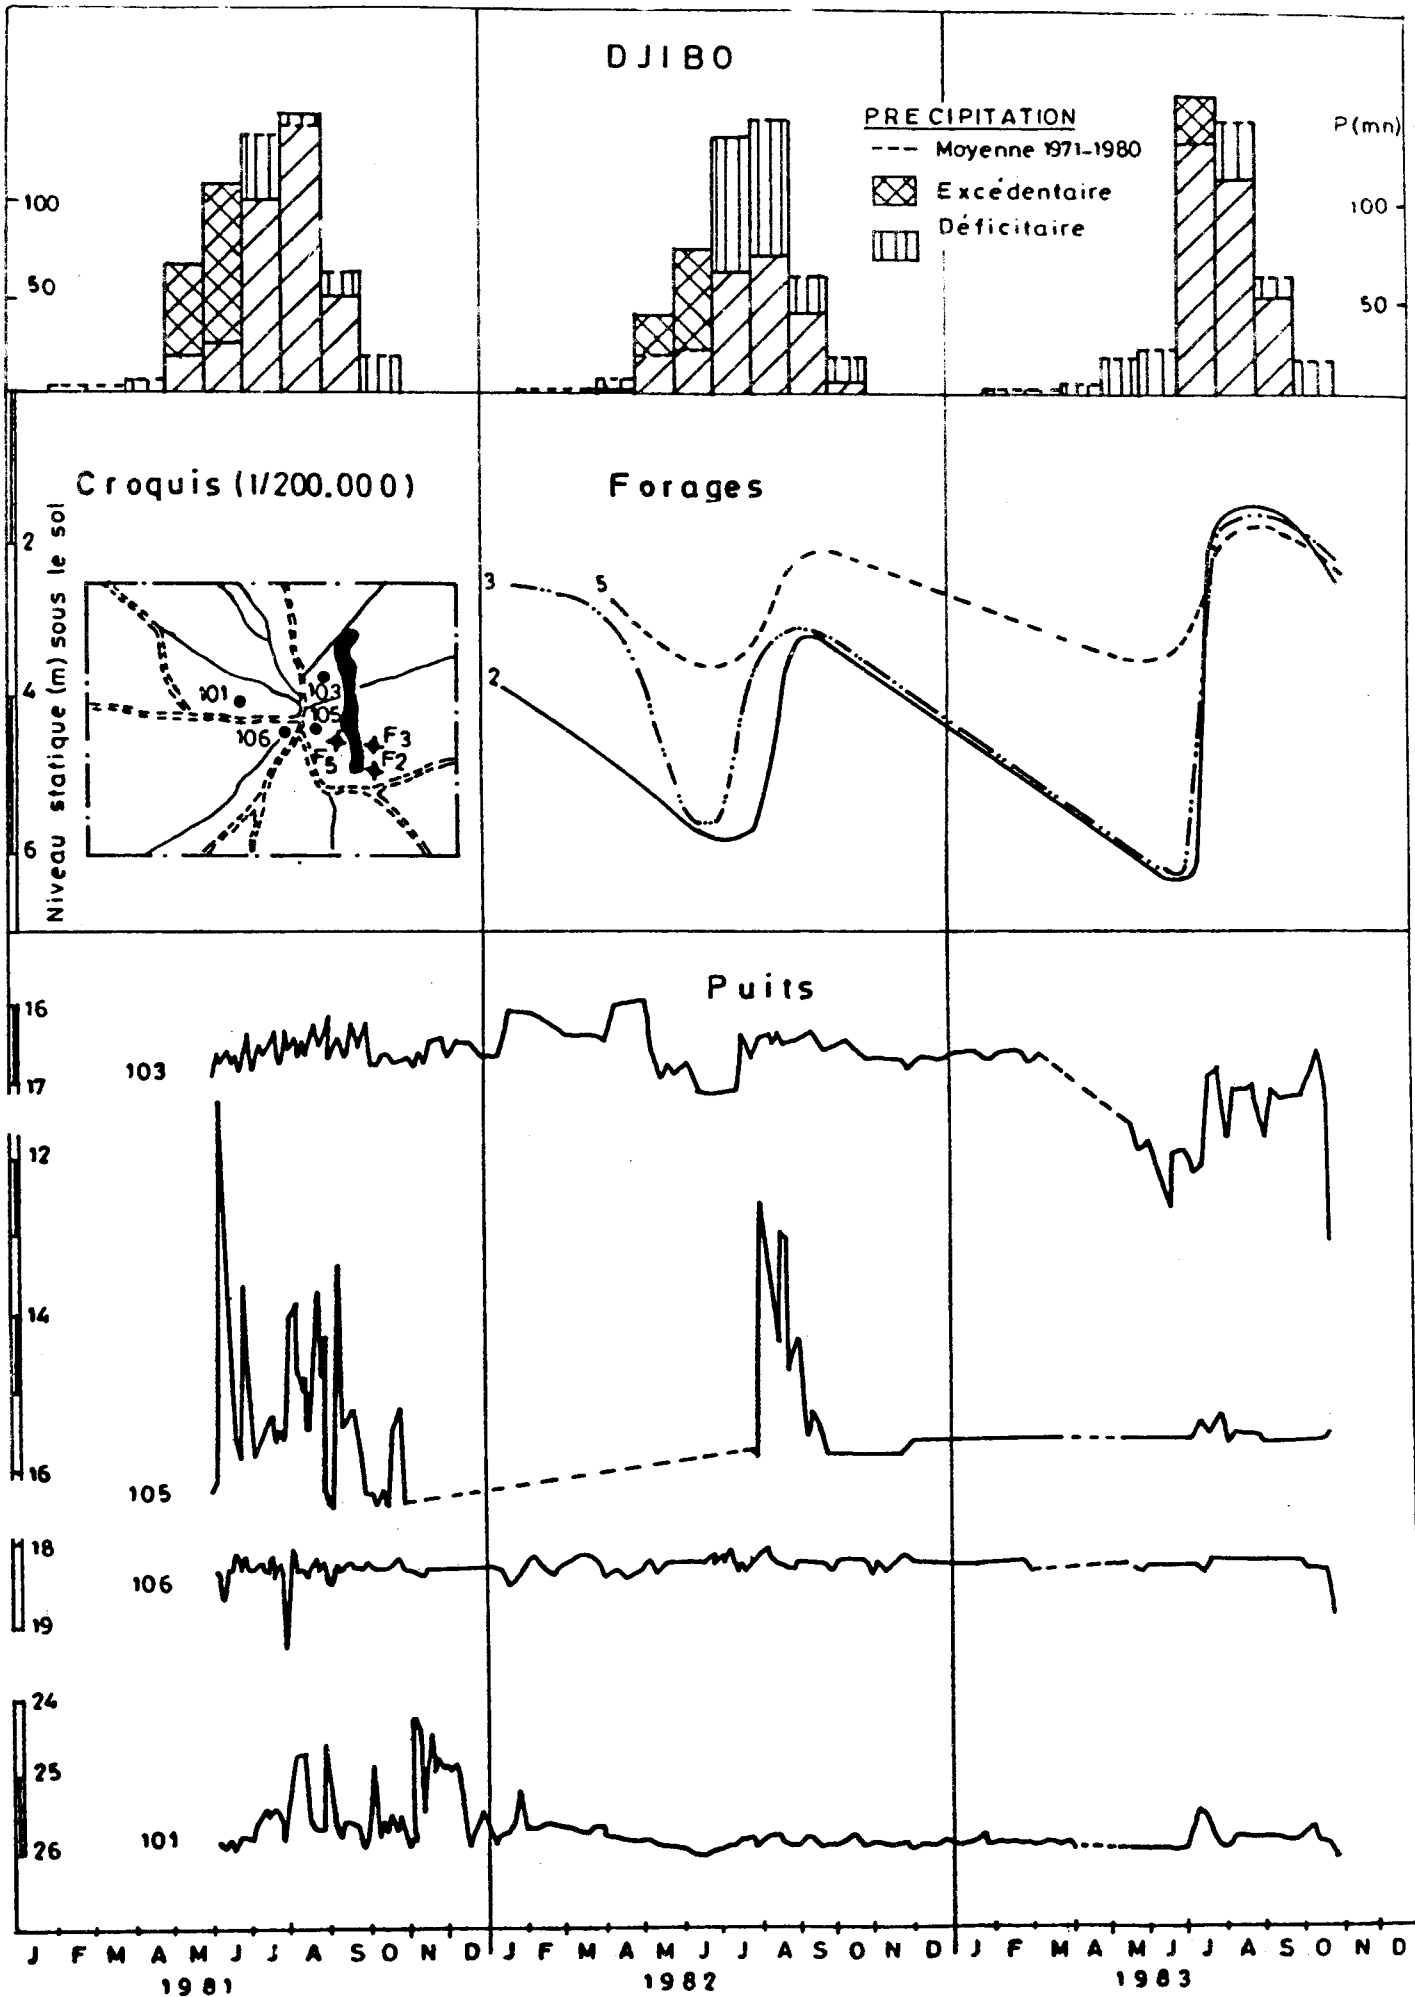 DJIBO
PRECIPITATION
Moyenne 1971-1980
Excédentaire
Déficitaire
P(mn)
100
50
100
50
Croquis (1/200.000)
Forages
Niveau statique (m) sous le sol
2
4
6
3
5
2
101
103
105
106
F3
F5
F2
Puits
16
17
103
12
14
16
105
18
19
106
24
25
26
101
J F M A M J J A S O N D J F M A M J J A S O N D J F M A M J J A S O N D
1981 1982 1983